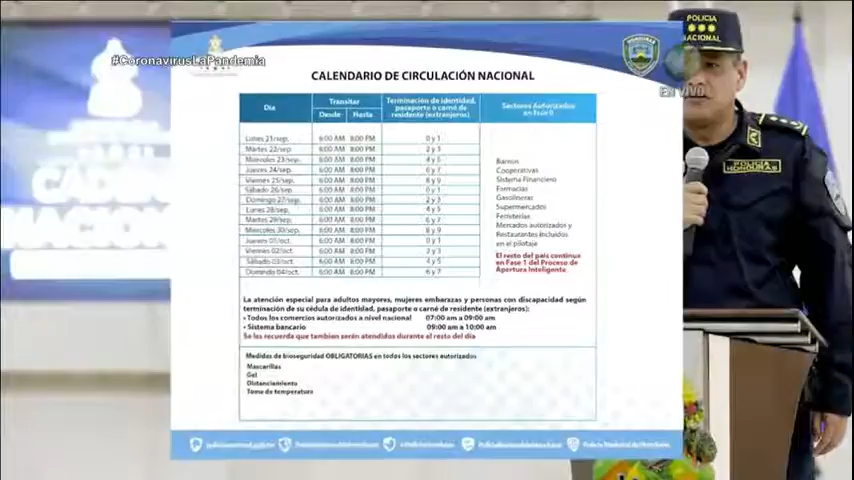 #CoronavirusLaPandemia
HONDURAS
POLICIA
NACIONAL
EN VIVO
POLICIA
HONDURAS
CALENDARIO DE CIRCULACIÓN NACIONAL
Día Transitar Terminación de identidad, pasaporte o carné de residente (extranjeros) Sectores Autorizados en Fase 0
Desde Hasta
Lunes 21/sep. 6:00 AM 8:00 PM 0 y 1
Martes 22/sep 6:00 AM 8:00 PM 2 y 3
Miercoles 23/sep. 6:00 AM 8:00 PM 4 y 5
Jueves 24/sep. 6:00 AM 8:00 PM 6 y 7
Viernes 25/sep. 6:00 AM 8:00 PM 8 y 9
Sábado 26/sep 6:00 AM 8:00 PM 0 y 1
Domingo 27/sep. 6:00 AM 8:00 PM 2 y 3
Lunes 28/sep. 6:00 AM 8:00 PM 4 y 5
Martes 29/sep. 6:00 AM 8:00 PM 6 y 7
Miercoles 30/sep. 6:00 AM 8:00 PM 8 y 9
Jueves 01/oct. 6:00 AM 8:00 PM 0 y 1
Viernes 02/oct. 6:00 AM 8:00 PM 2 y 3
Sábado 03/oct. 6:00 AM 8:00 PM 4 y 5
Domingo 04/oct. 6:00 AM 8:00 PM 6 y 7
Bancos
Cooperativas
Sistema Financiero
Farmacias
Gasolineras
Supermercados
Ferreterias
Mercados autorizados y
Restaurantes incluidos
en el pilotaje
El resto del país continúa
en Fase 1 del Proceso de
Apertura Inteligente
La atención especial para adultos mayores, mujeres embarazas y personas con discapacidad según
terminación de su cédula de identidad, pasaporte o carné de residente (extranjeros):
• Todos los comercios autorizados a nivel nacional 07:00 am a 09:00 am
• Sistema bancario 09:00 am a 10:00 am
Se les recuerda que tambien serán atendidos durante el resto del día
Medidas de bioseguridad OBLIGATORIAS en todos los sectores autorizados
Mascarillas
Gel
Distanciamiento
Toma de temperatura